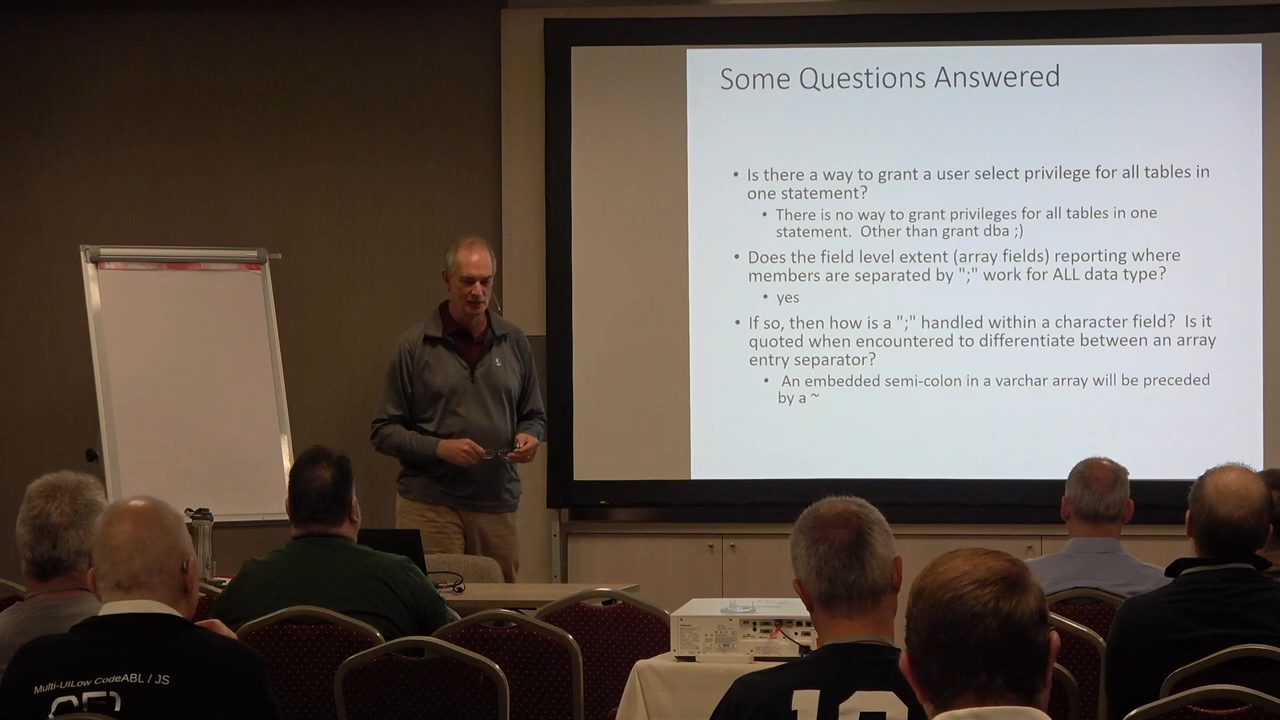 Some Questions Answered
• Is there a way to grant a user select privilege for all tables in
one statement?
• There is no way to grant privileges for all tables in one
statement.  Other than grant dba ;)
• Does the field level extent (array fields) reporting where
members are separated by ";" work for ALL data type?
• yes
• If so, then how is a ";" handled within a character field?  Is it
quoted when encountered to differentiate between an array
entry separator?
• An embedded semi-colon in a varchar array will be preceded
by a ~
Multi-UILow CodeABL / JS